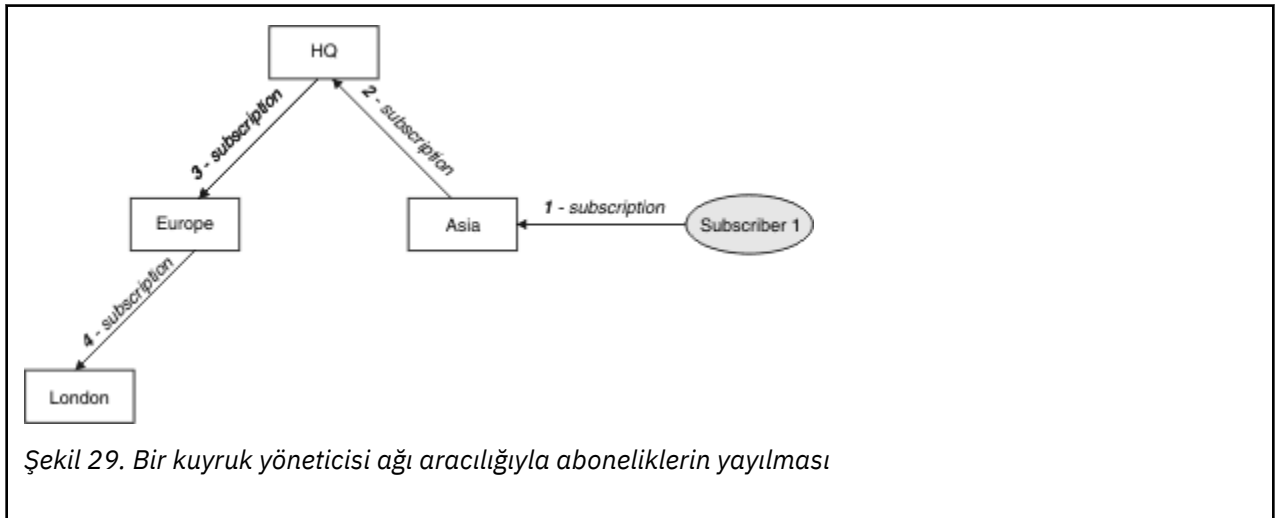 HQ
3 - subscription
2 - subscription
Europe
Asia
1 - subscription
Subscriber 1
4 - subscription
London
Şekil 29. Bir kuyruk yöneticisi ağı aracılığıyla aboneliklerin yayılması